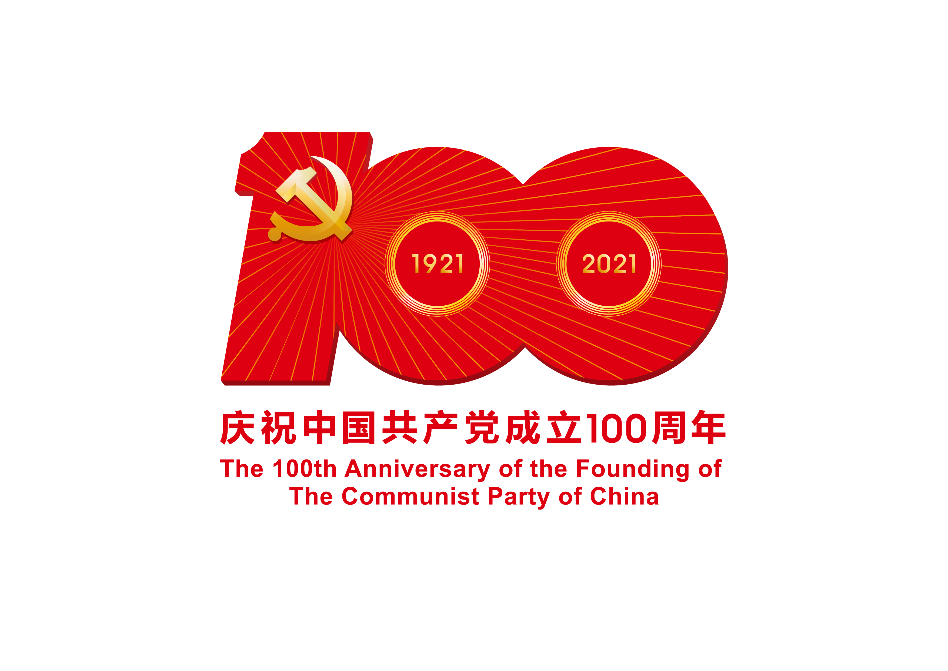 100
1921
2021
庆祝中国共产党成立100周年
The 100th Anniversary of the Founding of
The Communist Party of China